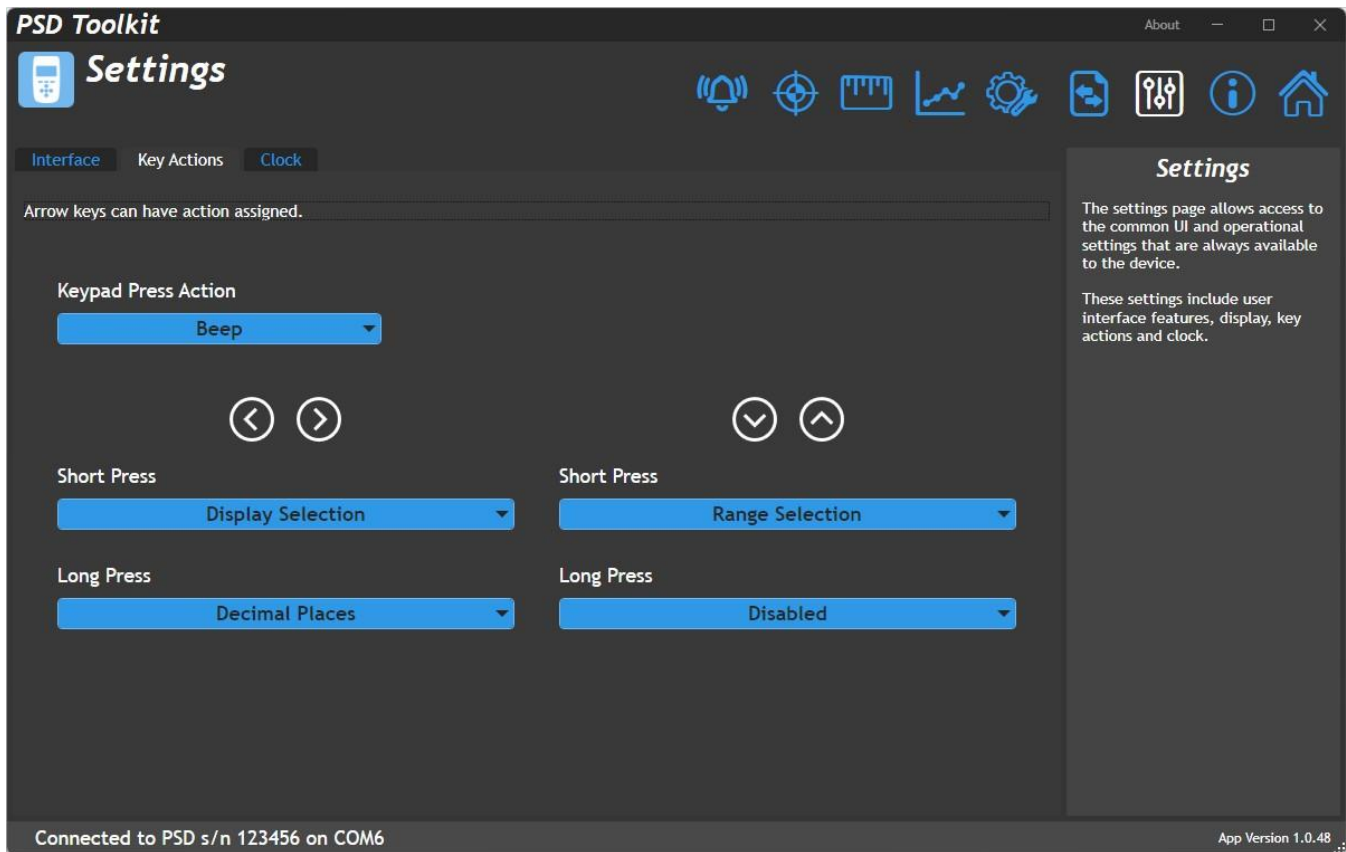 PSD Toolkit
About
Settings
Interface
Key Actions
Clock
Arrow keys can have action assigned.
Keypad Press Action
Beep
Short Press
Display Selection
Long Press
Decimal Places
Short Press
Range Selection
Long Press
Disabled
Settings
The settings page allows access to
the common UI and operational
settings that are always available
to the device.
These settings include user
interface features, display, key
actions and clock.
Connected to PSD s/n 123456 on COM6
App Version 1.0.48